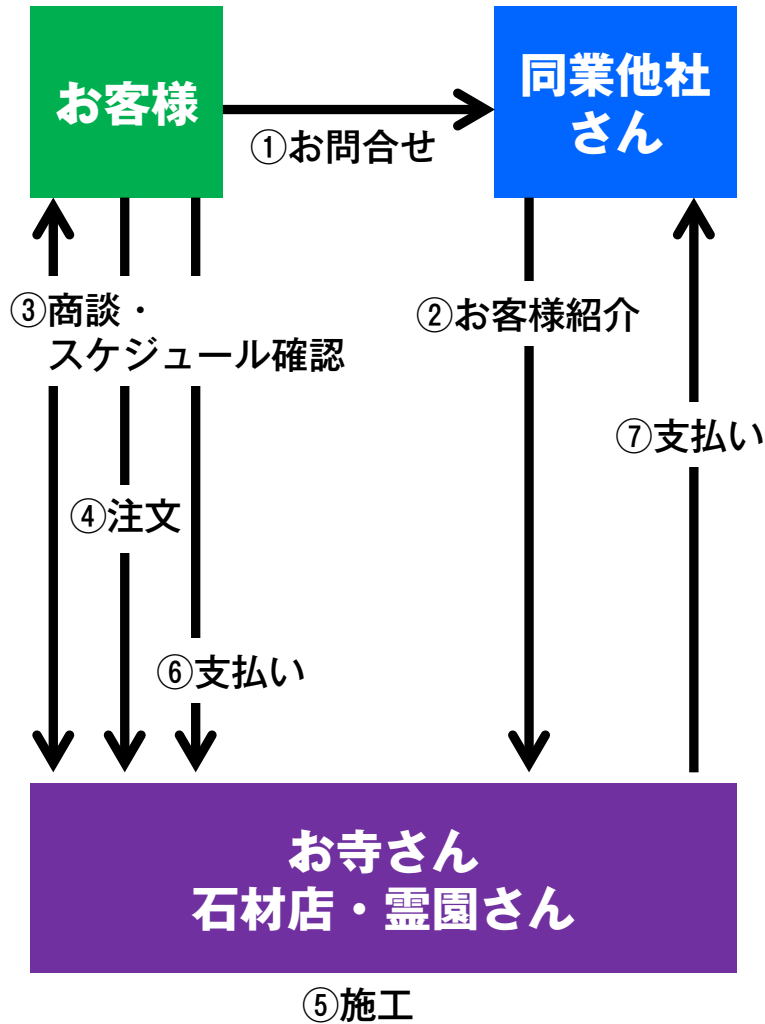 お客様
同業他社
さん
①お問合せ
③商談・
スケジュール確認
②お客様紹介
⑦支払い
④注文
⑥支払い
お寺さん
石材店・霊園さん
⑤施工